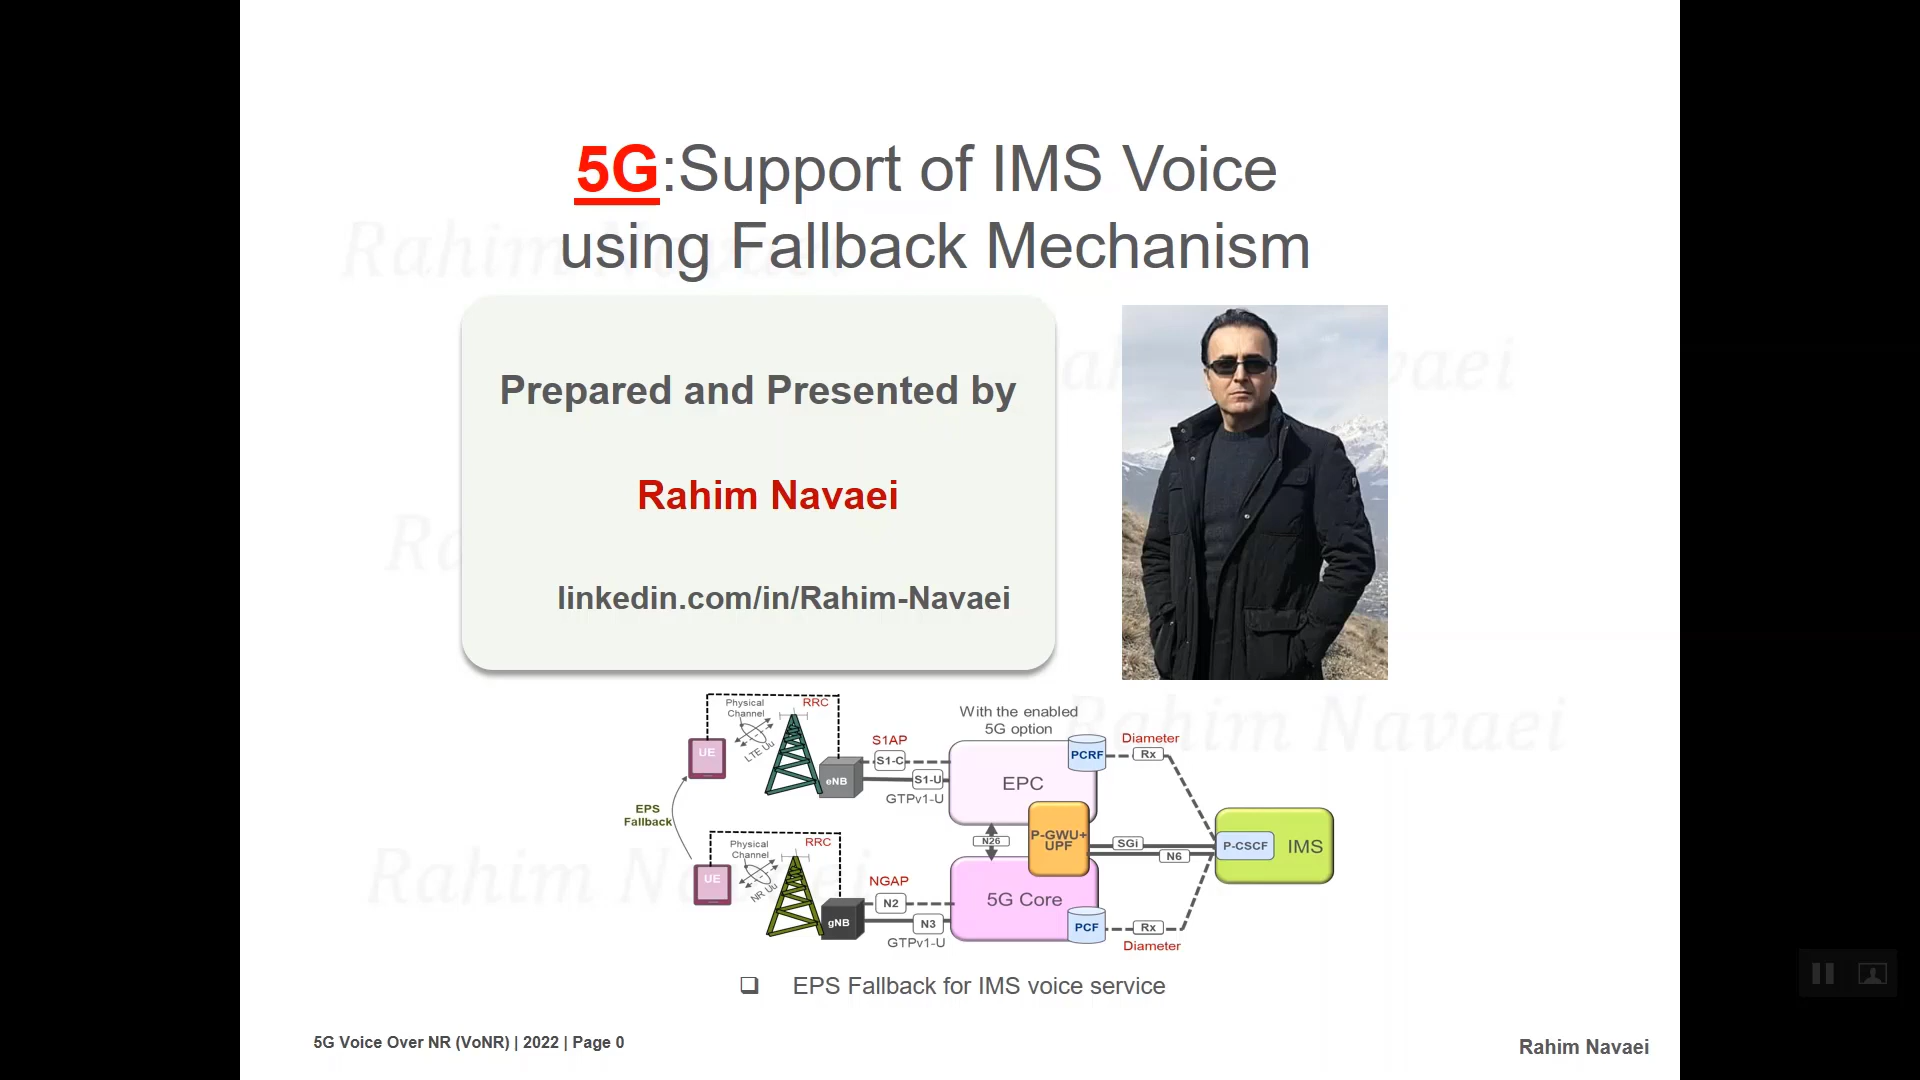 5G:Support of IMS Voice
using Fallback Mechanism
Prepared and Presented by
Rahim Navaei
linkedin.com/in/Rahim-Navaei
Rahim Navaei
Rahim Navaei
Physical
Channel
RRC
LTE Uu
UE
eNB
S1AP
S1-C
S1-U
GTPv1-U
With the enabled
5G option
EPC
PCRF
Diameter
Rx
EPS
Fallback
N26
P-GWU+
UPF
SGi
N6
P-CSCF
IMS
Physical
Channel
RRC
NR Uu
UE
gNB
NGAP
N2
N3
GTPv1-U
5G Core
PCF
Rx
Diameter
❑ EPS Fallback for IMS voice service
5G Voice Over NR (VoNR) | 2022 | Page 0
Rahim Navaei